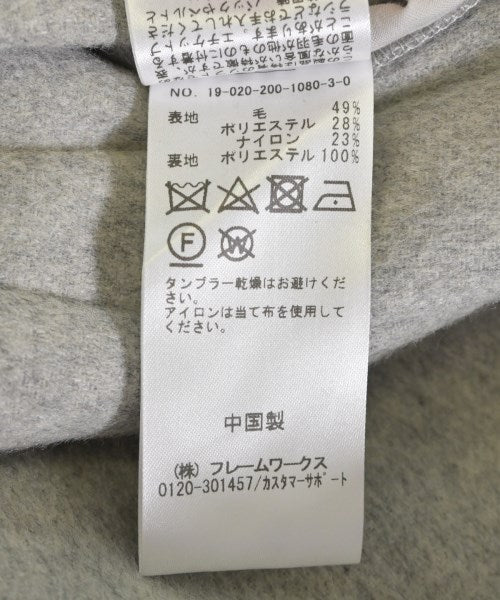 NO. 19-020-200-1080-3-0
表地 毛 49%
ポリエステル 28%
ナイロン 23%
裏地 ポリエステル 100%
F W
タンブラー乾燥はお避けくだ
さい。
アイロンは当て布を使用して
ください。
中国製
(株) フレームワークス
0120-301457/カスタマーサポート